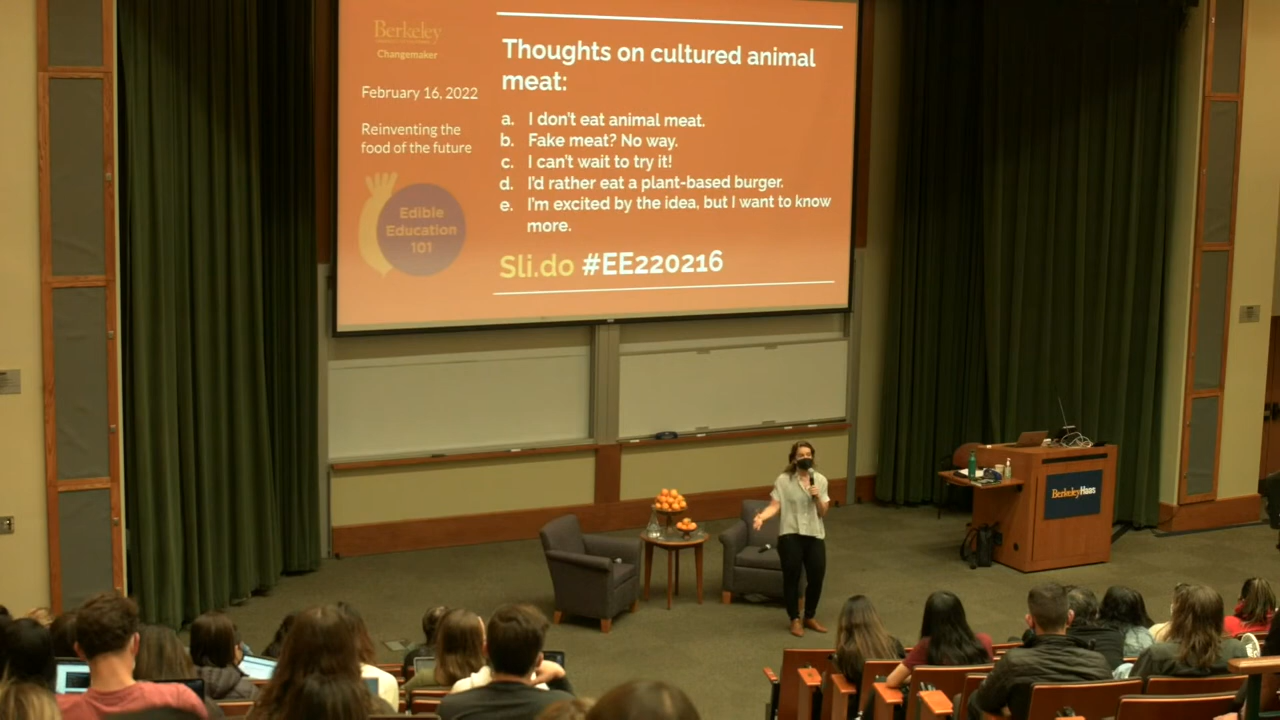 Berkeley
Changemaker
February 16, 2022
Reinventing the
food of the future
Edible
Education
101
Thoughts on cultured animal
meat:
a. I don't eat animal meat.
b. Fake meat? No way.
c. I can't wait to try it!
d. I'd rather eat a plant-based burger.
e. I'm excited by the idea, but I want to know
more.
Sli.do #EE220216
BerkeleyHaas